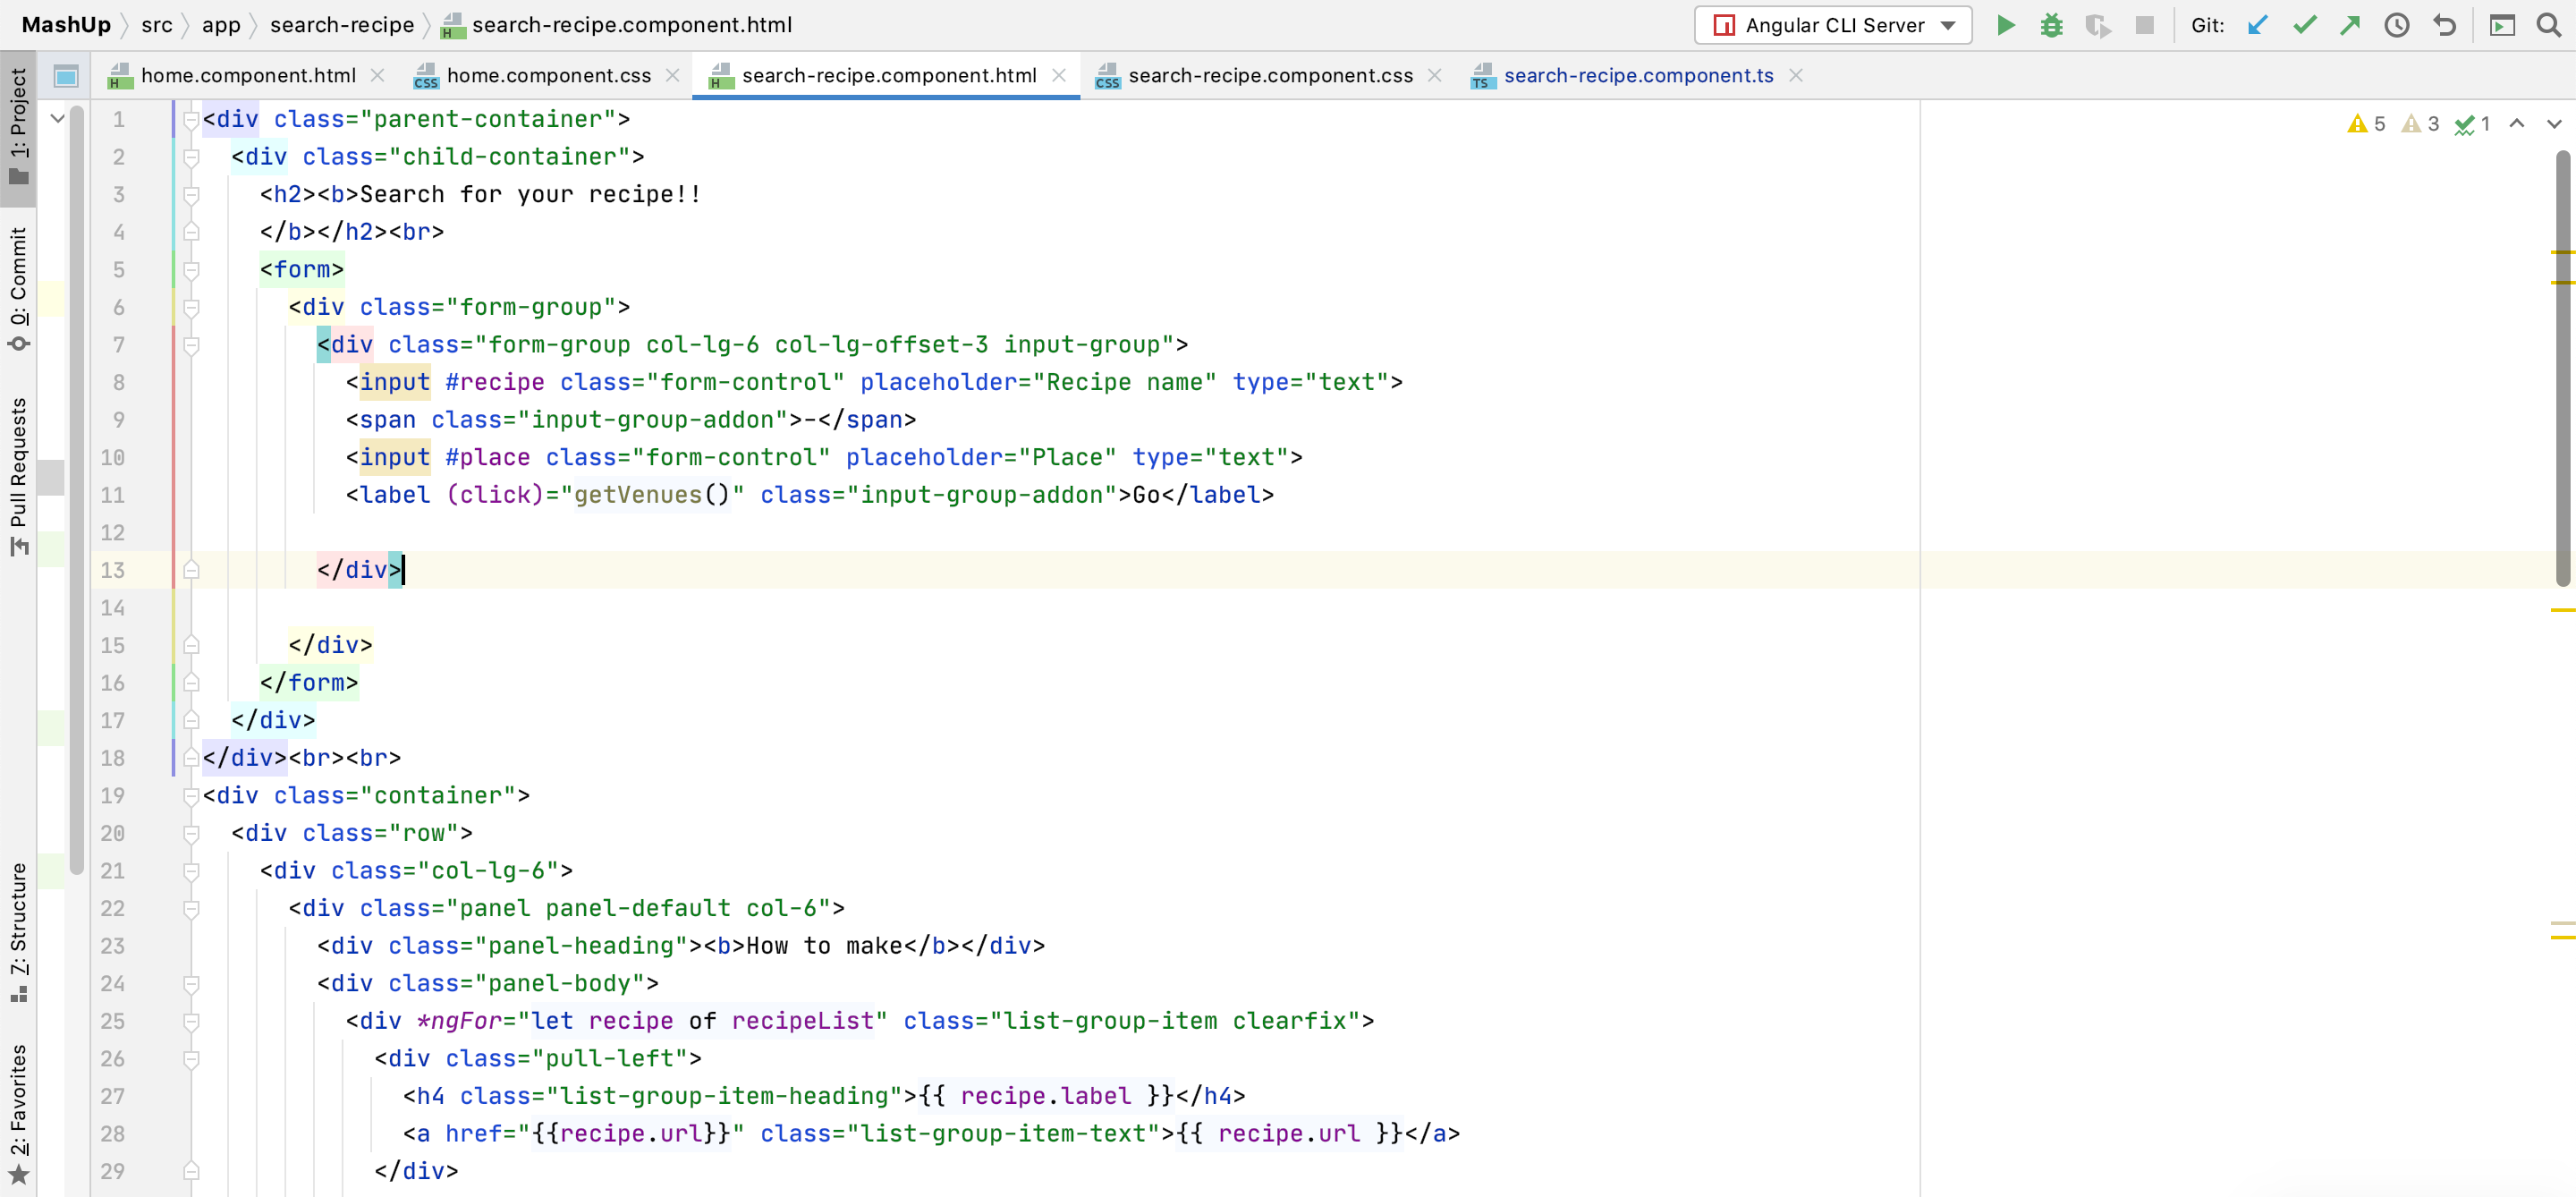 MashUp src app search-recipe search-recipe.component.html Angular CLI Server Git:
home.component.html home.component.css search-recipe.component.html search-recipe.component.css search-recipe.component.ts
1: Project
0: Commit
Pull Requests
7: Structure
2: Favorites
5 3 1
1 <div class="parent-container">
2 <div class="child-container">
3 <h2><b>Search for your recipe!!
4 </b></h2><br>
5 <form>
6 <div class="form-group">
7 <div class="form-group col-lg-6 col-lg-offset-3 input-group">
8 <input #recipe class="form-control" placeholder="Recipe name" type="text">
9 <span class="input-group-addon">-</span>
10 <input #place class="form-control" placeholder="Place" type="text">
11 <label (click)="getVenues()" class="input-group-addon">Go</label>
12
13 </div>
14
15 </div>
16 </form>
17 </div>
18 </div><br><br>
19 <div class="container">
20 <div class="row">
21 <div class="col-lg-6">
22 <div class="panel panel-default col-6">
23 <div class="panel-heading"><b>How to make</b></div>
24 <div class="panel-body">
25 <div *ngFor="let recipe of recipeList" class="list-group-item clearfix">
26 <div class="pull-left">
27 <h4 class="list-group-item-heading">{{ recipe.label }}</h4>
28 <a href="{{recipe.url}}" class="list-group-item-text">{{ recipe.url }}</a>
29 </div>